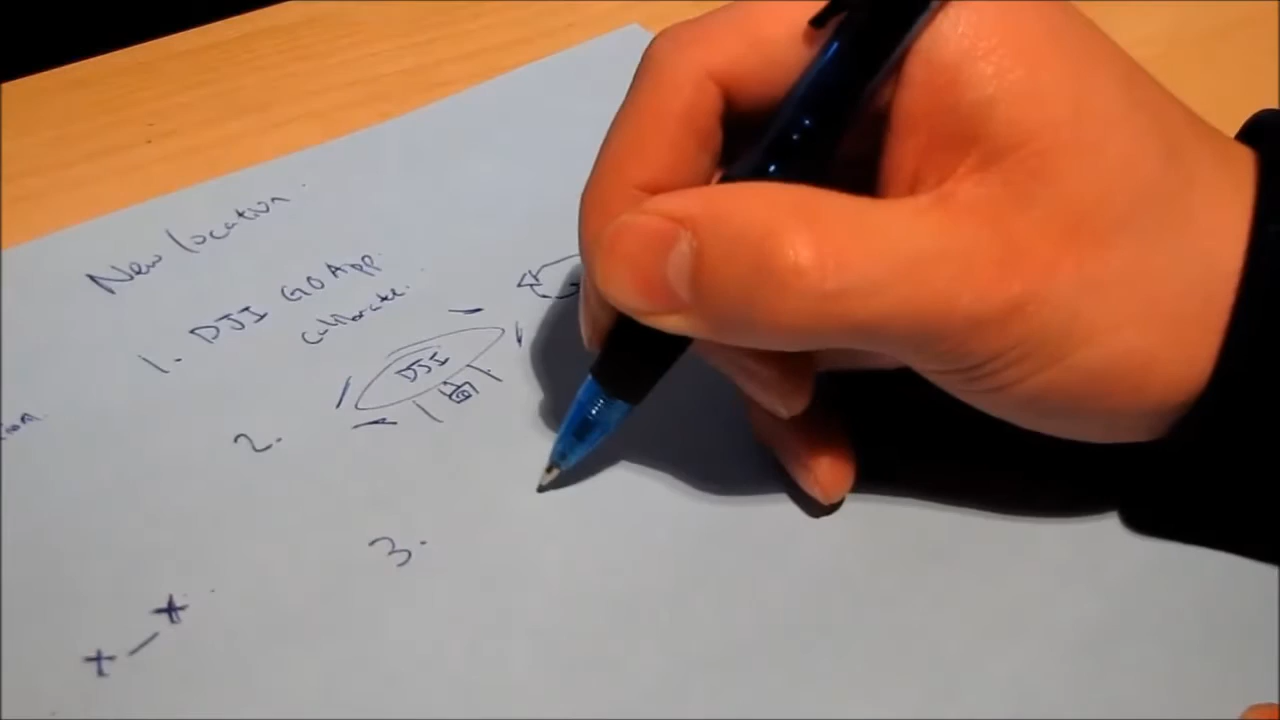 New location.
1. DJI GO App.
calibrate.
DJI
2.
3.